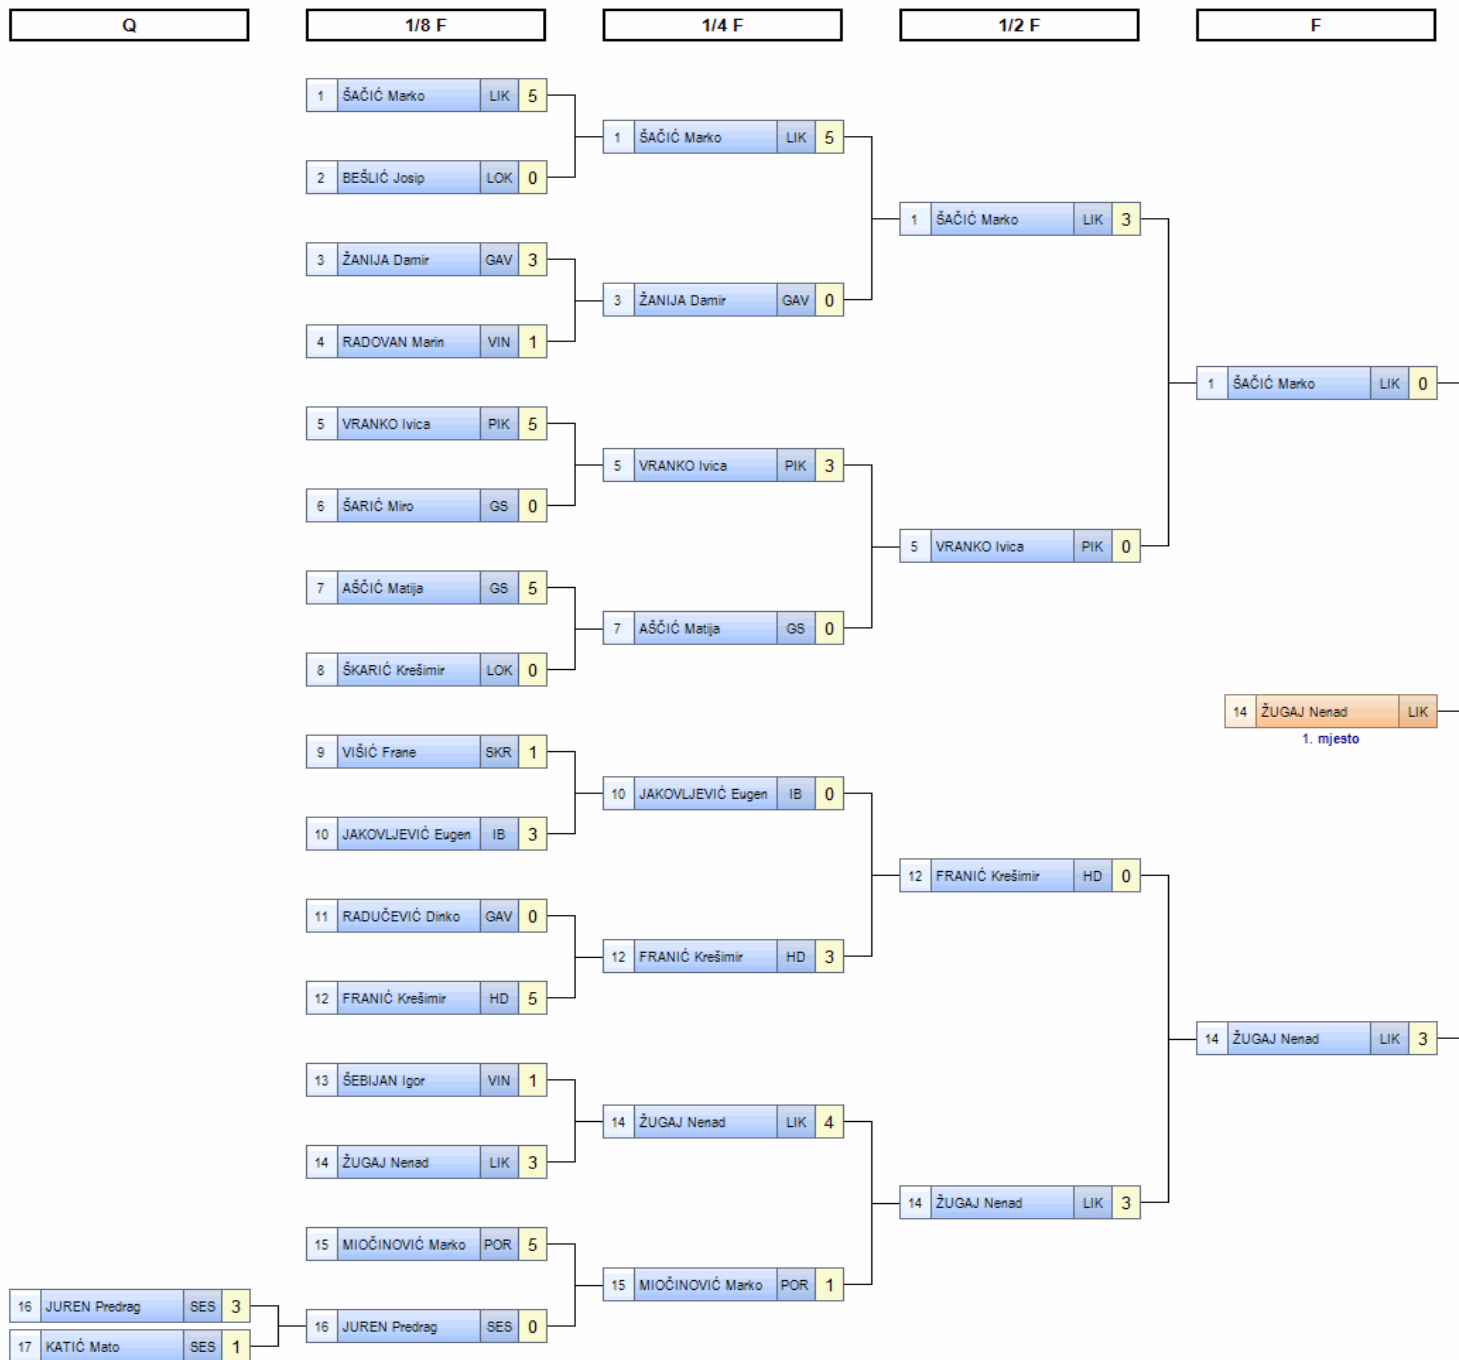 Q 1/8 F 1/4 F 1/2 F F
1 ŠAČIĆ Marko LIK 5
1 ŠAČIĆ Marko LIK 5
2 BEŠLIĆ Josip LOK 0
1 ŠAČIĆ Marko LIK 3
3 ŽANIJA Damir GAV 3
3 ŽANIJA Damir GAV 0
4 RADOVAN Marin VIN 1
1 ŠAČIĆ Marko LIK 0
5 VRANKO Ivica PIK 5
5 VRANKO Ivica PIK 3
6 ŠARIĆ Miro GS 0
5 VRANKO Ivica PIK 0
7 AŠČIĆ Matija GS 5
7 AŠČIĆ Matija GS 0
8 ŠKARIĆ Krešimir LOK 0
14 ŽUGAJ Nenad LIK
1. mjesto
9 VIŠIĆ Frane SKR 1
10 JAKOVLJEVIĆ Eugen IB 0
10 JAKOVLJEVIĆ Eugen IB 3
12 FRANIĆ Krešimir HD 0
11 RADUČEVIĆ Dinko GAV 0
12 FRANIĆ Krešimir HD 3
12 FRANIĆ Krešimir HD 5
14 ŽUGAJ Nenad LIK 3
13 ŠEBIJAN Igor VIN 1
14 ŽUGAJ Nenad LIK 4
14 ŽUGAJ Nenad LIK 3
14 ŽUGAJ Nenad LIK 3
15 MIOČINOVIĆ Marko POR 5
15 MIOČINOVIĆ Marko POR 1
16 JUREN Predrag SES 3
16 JUREN Predrag SES 0
17 KATIĆ Mato SES 1